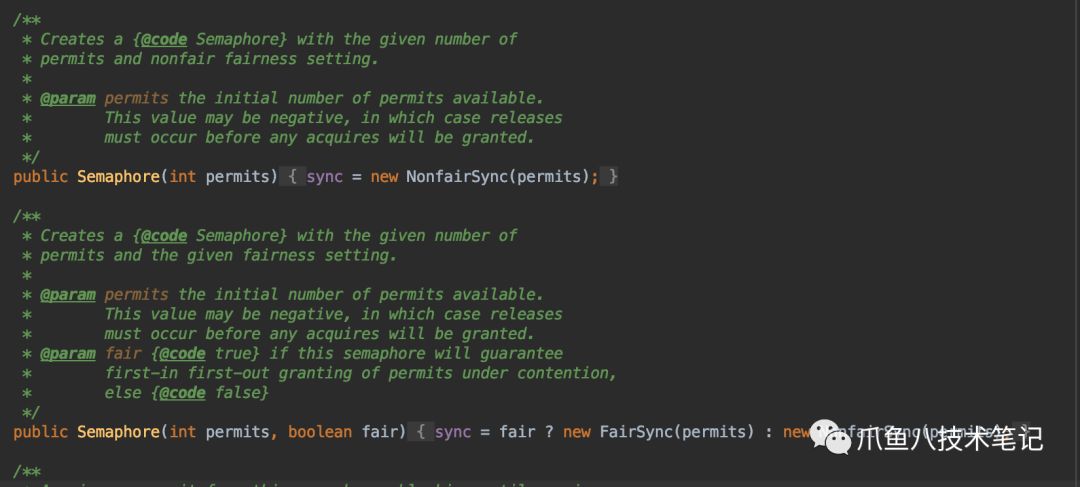 /**
 * Creates a {@code Semaphore} with the given number of
 * permits and nonfair fairness setting.
 *
 * @param permits the initial number of permits available.
 *        This value may be negative, in which case releases
 *        must occur before any acquires will be granted.
 */
public Semaphore(int permits) { sync = new NonfairSync(permits); }
/**
 * Creates a {@code Semaphore} with the given number of
 * permits and the given fairness setting.
 *
 * @param permits the initial number of permits available.
 *        This value may be negative, in which case releases
 *        must occur before any acquires will be granted.
 * @param fair {@code true} if this semaphore will guarantee
 *        first-in first-out granting of permits under contention,
 *        else {@code false}
 */
public Semaphore(int permits, boolean fair) { sync = fair ? new FairSync(permits) : new
爪鱼八技术笔记
/**